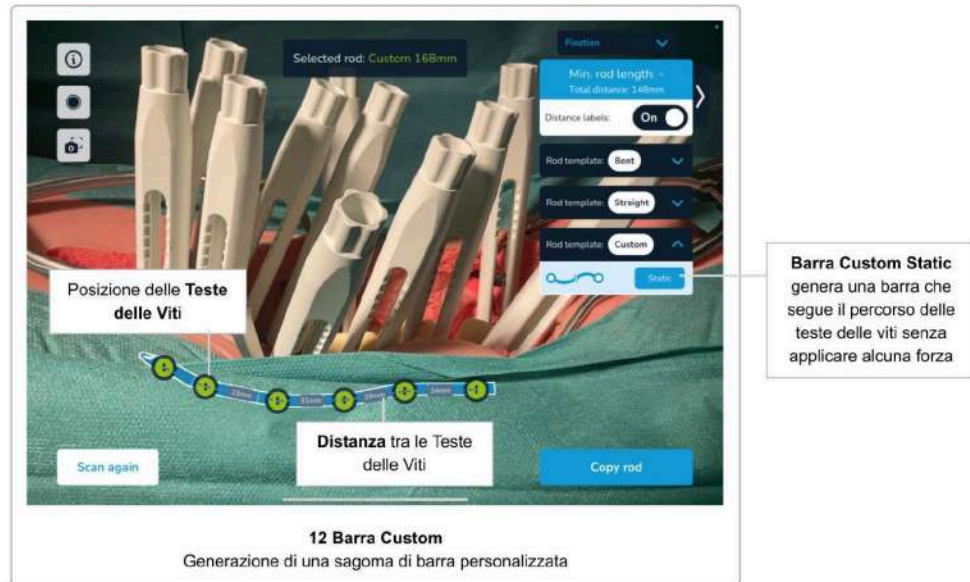 Selected rod: Custom 168mm
Fixation
Min. rod length: -
Total distance: 148mm
Distance labels: On
Rod template: Bent
Rod template: Straight
Rod template: Custom
Static
Barra Custom Static
genera una barra che
segue il percorso delle
teste delle viti senza
applicare alcuna forza
Posizione delle Teste
delle Viti
31mm
34mm
Distanza tra le Teste
delle Viti
Scan again
Copy rod
12 Barra Custom
Generazione di una sagoma di barra personalizzata